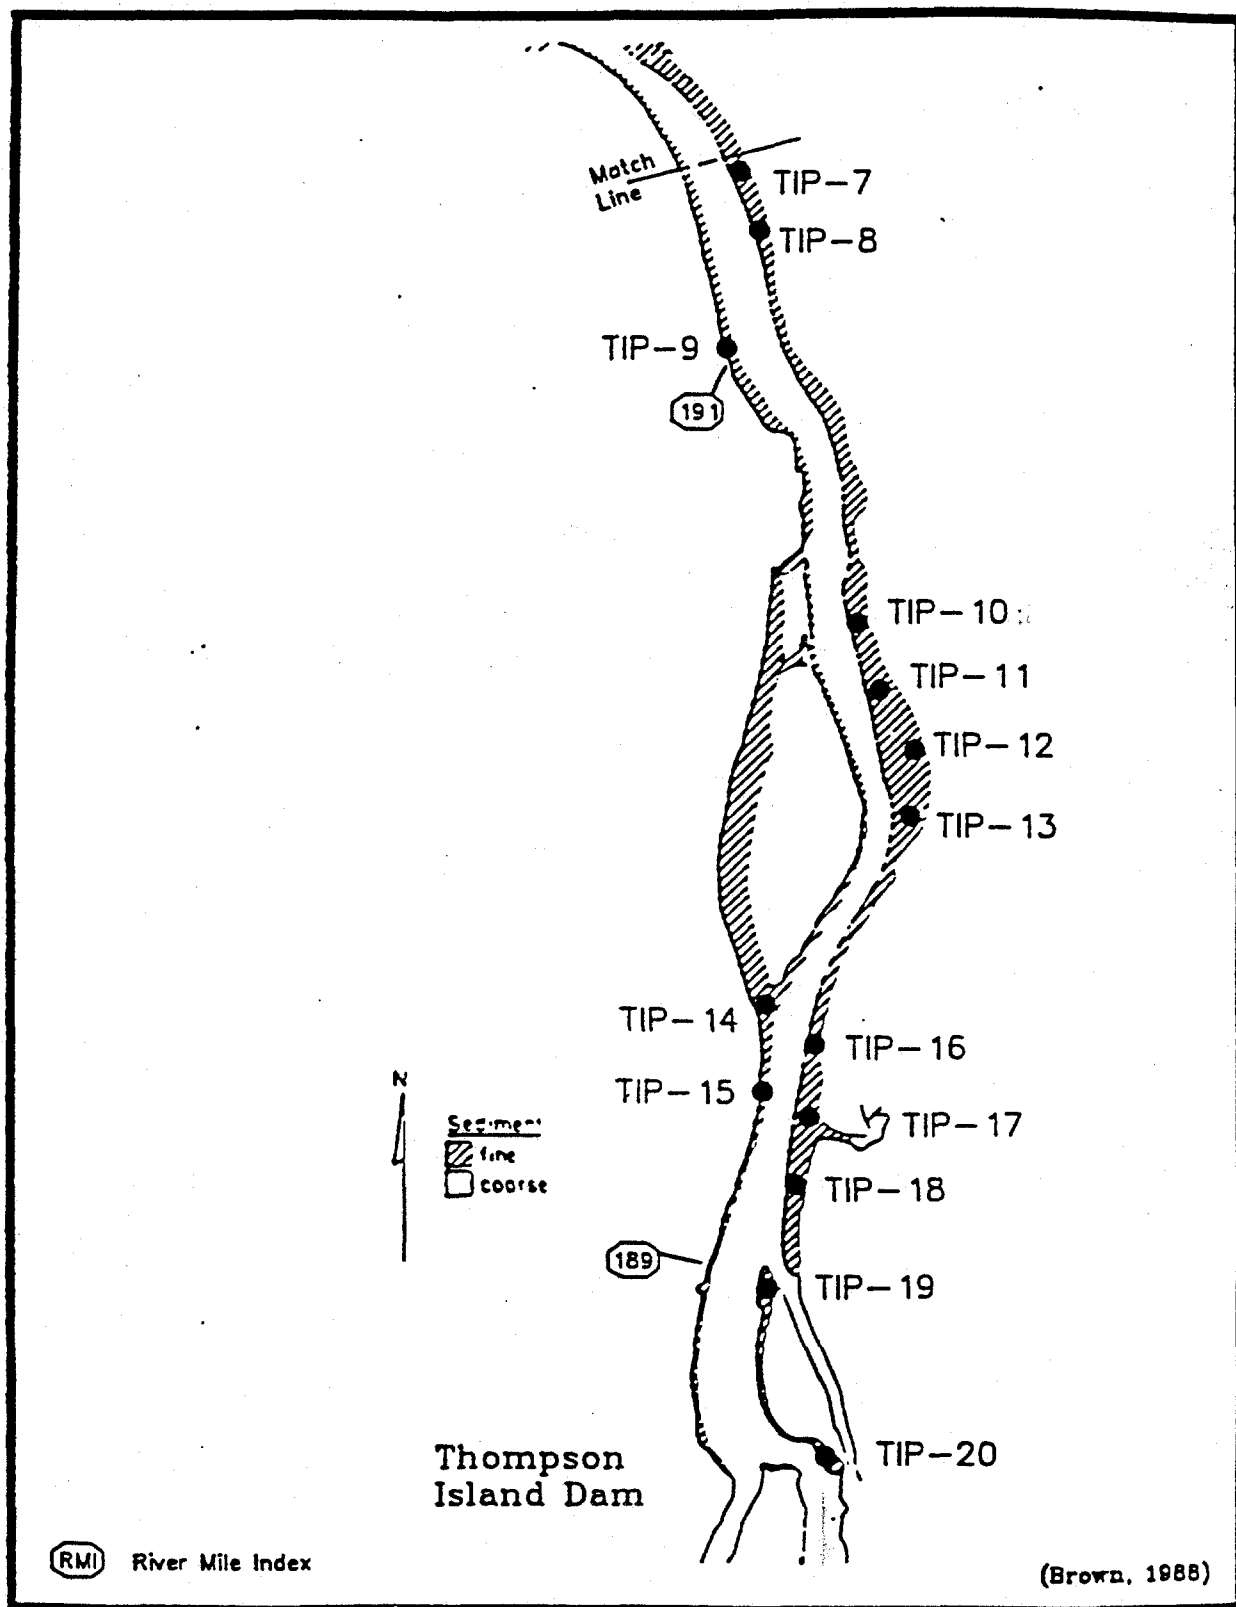 Match
Line
TIP-7
TIP-8
TIP-9
191
TIP-10
TIP-11
TIP-12
TIP-13
TIP-14
TIP-16
TIP-15
TIP-17
N
Sediment
fine
coarse
TIP-18
189
TIP-19
Thompson
Island Dam
TIP-20
RMI River Mile Index
(Brown, 1988)